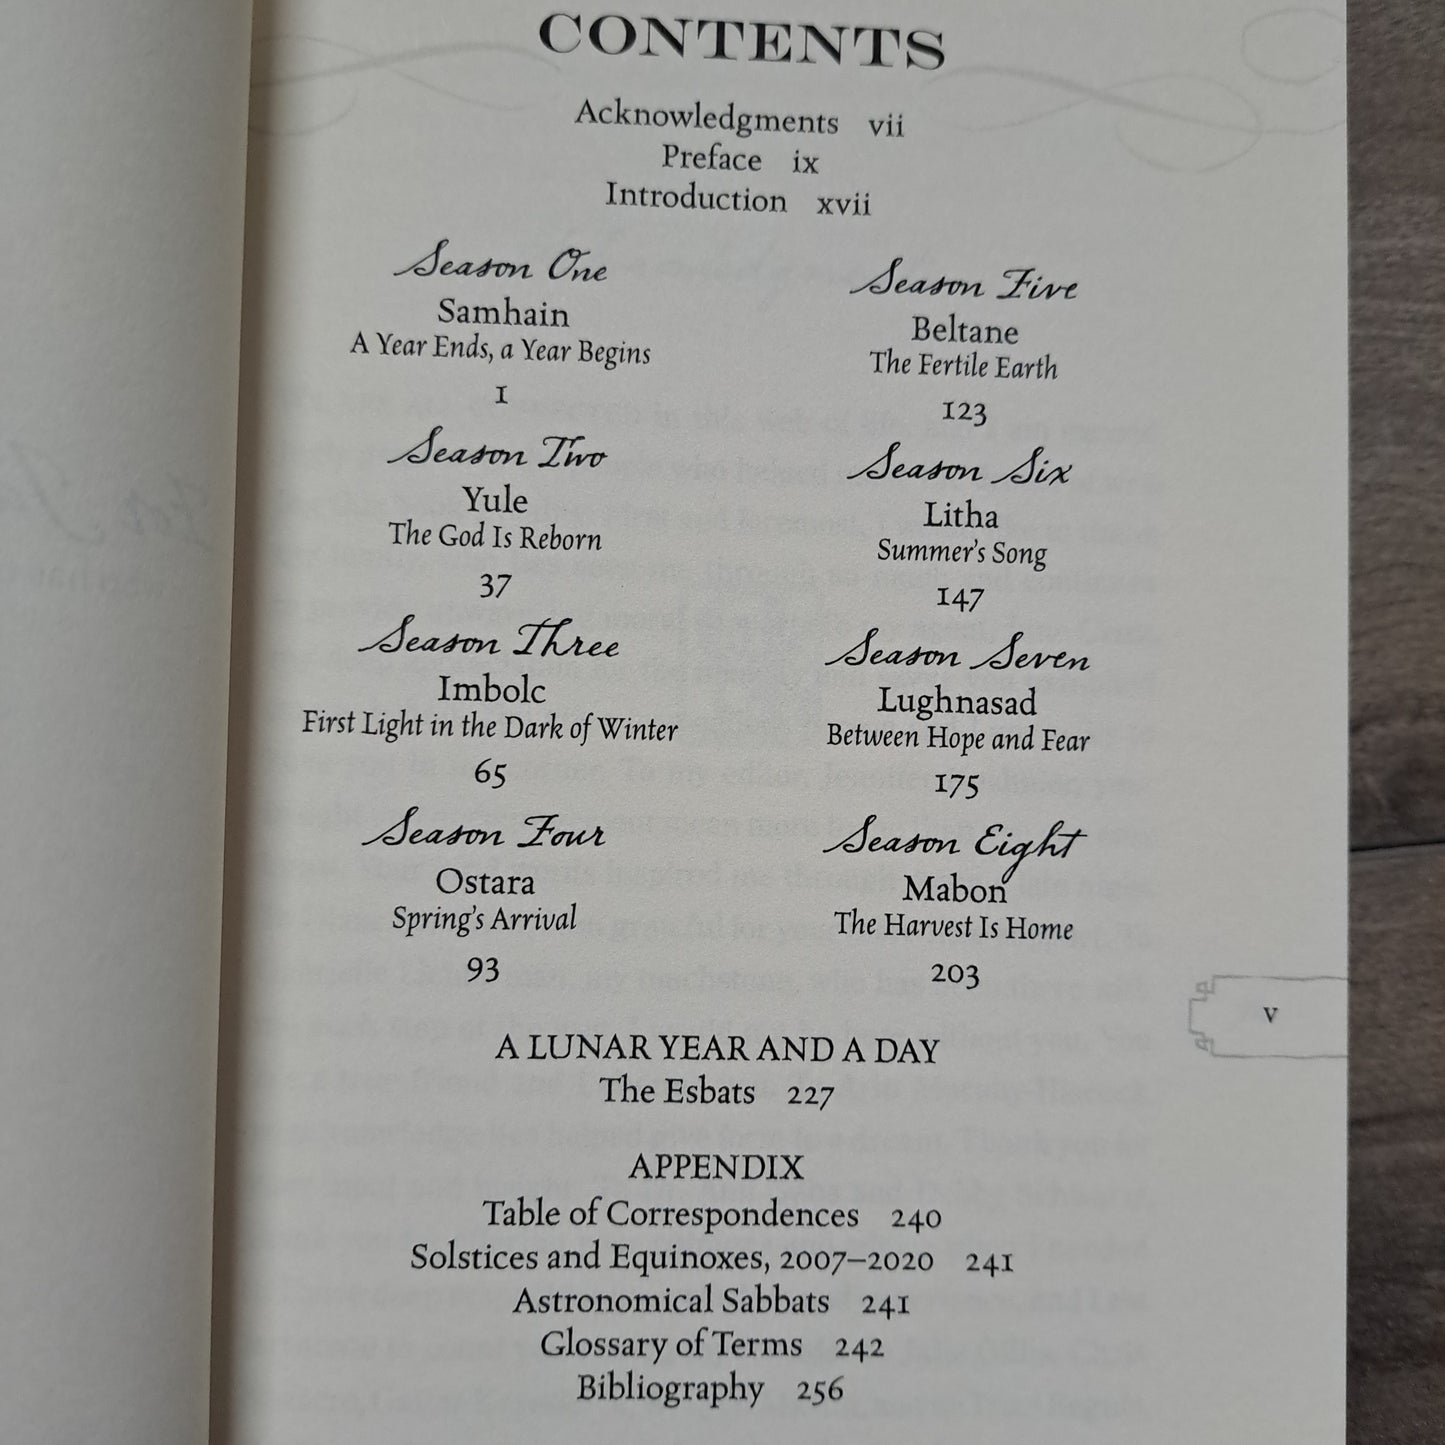 CONTENTS
Acknowledgments vii
Preface ix
Introduction xvii
Season One
Samhain
A Year Ends, a Year Begins
1
Season Two
Yule
The God Is Reborn
37
Season Three
Imbolc
First Light in the Dark of Winter
65
Season Four
Ostara
Spring's Arrival
93
Season Five
Beltane
The Fertile Earth
123
Season Six
Litha
Summer's Song
147
Season Seven
Lughnasad
Between Hope and Fear
175
Season Eight
Mabon
The Harvest Is Home
203
A LUNAR YEAR AND A DAY
The Esbats 227
APPENDIX
Table of Correspondences 240
Solstices and Equinoxes, 2007–2020 241
Astronomical Sabbats 241
Glossary of Terms 242
Bibliography 256
v